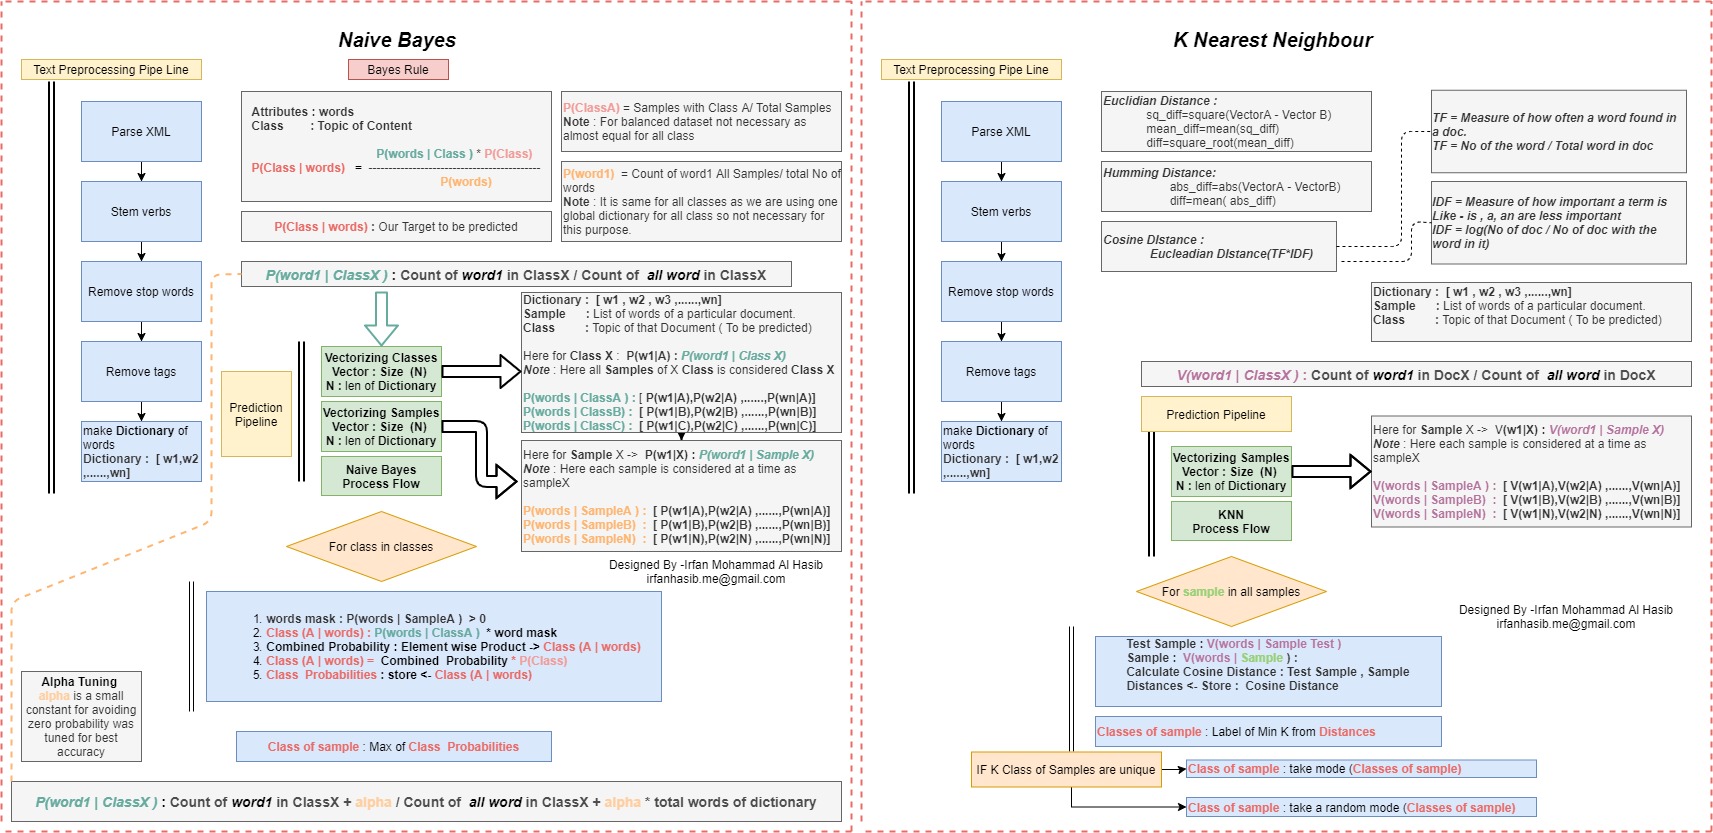 Naive Bayes
Text Preprocessing Pipe Line
Bayes Rule
Parse XML
Stem verbs
Remove stop words
Remove tags
make Dictionary of
words
Dictionary : [ w1,w2
,......,wn]
Attributes : words
Class : Topic of Content
P(words | Class ) * P(Class)
P(Class | words) = -------------------------------------------
P(words)
P(Class | words) : Our Target to be predicted
P(ClassA) = Samples with Class A/ Total Samples
Note : For balanced dataset not necessary as
almost equal for all class
P(word1) = Count of word1 All Samples/ total No of
words
Note : It is same for all classes as we are using one
global dictionary for all class so not necessary for
this purpose.
P(word1 | ClassX ) : Count of word1 in ClassX / Count of all word in ClassX
Prediction
Pipeline
Vectorizing Classes
Vector : Size (N)
N : len of Dictionary
Vectorizing Samples
Vector : Size (N)
N : len of Dictionary
Naive Bayes
Process Flow
Dictionary : [ w1 , w2 , w3 ,......,wn]
Sample : List of words of a particular document.
Class : Topic of that Document ( To be predicted)
Here for Class X : P(w1|A) : P(word1 | Class X)
Note : Here all Samples of X Class is considered Class X
P(words | ClassA ) : [ P(w1|A),P(w2|A) ,......,P(wn|A)]
P(words | ClassB) : [ P(w1|B),P(w2|B) ,......,P(wn|B)]
P(words | ClassC) : [ P(w1|C),P(w2|C) ,......,P(wn|C)]
Here for Sample X -> P(w1|X) : P(word1 | Sample X)
Note : Here each sample is considered at a time as
sampleX
P(words | SampleA ) : [ P(w1|A),P(w2|A) ,......,P(wn|A)]
P(words | SampleB) : [ P(w1|B),P(w2|B) ,......,P(wn|B)]
P(words | SampleN) : [ P(w1|N),P(w2|N) ,......,P(wn|N)]
For class in classes
Designed By -Irfan Mohammad Al Hasib
irfanhasib.me@gmail.com
1. words mask : P(words | SampleA ) > 0
2. Class (A | words) : P(words | ClassA ) * word mask
3. Combined Probability : Element wise Product -> Class (A | words)
4. Class (A | words) = Combined Probability * P(Class)
5. Class Probabilities : store <- Class (A | words)
Alpha Tuning
alpha is a small
constant for avoiding
zero probability was
tuned for best
accuracy
Class of sample : Max of Class Probabilities
P(word1 | ClassX ) : Count of word1 in ClassX + alpha / Count of all word in ClassX + alpha * total words of dictionary
K Nearest Neighbour
Text Preprocessing Pipe Line
Parse XML
Stem verbs
Remove stop words
Remove tags
make Dictionary of
words
Dictionary : [ w1,w2
,......,wn]
Euclidian Distance :
sq_diff=square(VectorA - Vector B)
mean_diff=mean(sq_diff)
diff=square_root(mean_diff)
Humming Distance:
abs_diff=abs(VectorA - VectorB)
diff=mean( abs_diff)
Cosine DIstance :
Eucleadian DIstance(TF*IDF)
TF = Measure of how often a word found in
a doc.
TF = No of the word / Total word in doc
IDF = Measure of how important a term is
Like - is , a, an are less important
IDF = log(No of doc / No of doc with the
word in it)
Dictionary : [ w1 , w2 , w3 ,......,wn]
Sample : List of words of a particular document.
Class : Topic of that Document ( To be predicted)
V(word1 | ClassX ) : Count of word1 in DocX / Count of all word in DocX
Prediction Pipeline
Vectorizing Samples
Vector : Size (N)
N : len of Dictionary
KNN
Process Flow
Here for Sample X -> V(w1|X) : V(word1 | Sample X)
Note : Here each sample is considered at a time as
sampleX
V(words | SampleA ) : [ V(w1|A),V(w2|A) ,......,V(wn|A)]
V(words | SampleB) : [ V(w1|B),V(w2|B) ,......,V(wn|B)]
V(words | SampleN) : [ V(w1|N),V(w2|N) ,......,V(wn|N)]
For sample in all samples
Designed By -Irfan Mohammad Al Hasib
irfanhasib.me@gmail.com
Test Sample : V(words | Sample Test )
Sample : V(words | Sample ) :
Calculate Cosine Distance : Test Sample , Sample
Distances <- Store : Cosine Distance
Classes of sample : Label of Min K from Distances
IF K Class of Samples are unique
Class of sample : take mode (Classes of sample)
Class of sample : take a random mode (Classes of sample)